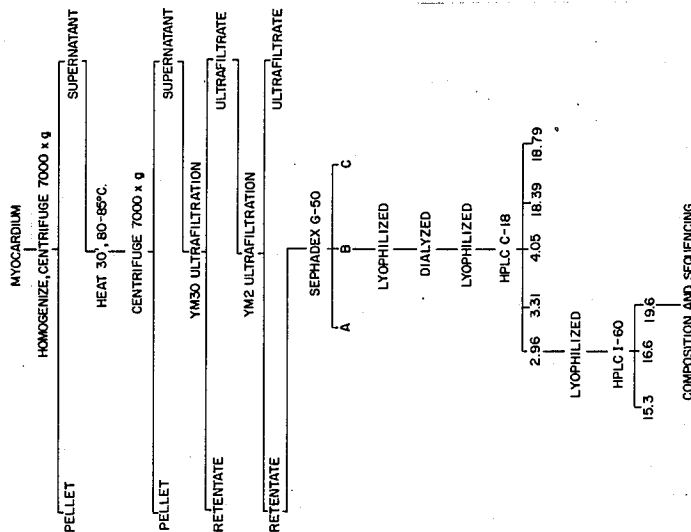 MYOCARDIUM
HOMOGENIZE, CENTRIFUGE 7000 x g
PELLET SUPERNATANT
HEAT 30', 80-85°C.
CENTRIFUGE 7000 x g
PELLET SUPERNATANT
YM30 ULTRAFILTRATION
RETENTATE ULTRAFILTRATE
YM2 ULTRAFILTRATION
RETENTATE ULTRAFILTRATE
SEPHADEX G-50
A B C
LYOPHILIZED
DIALYZED
LYOPHILIZED
HPLC C-18
2.96 3.31 4.05 18.39 18.79
LYOPHILIZED
HPLC I-60
15.3 16.6 19.6
COMPOSITION AND SEQUENCING